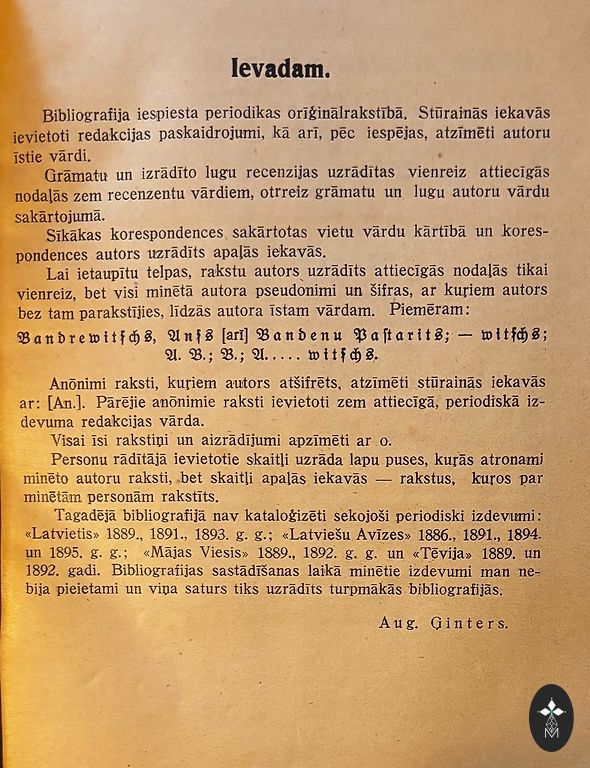 Ievadam.
Bibliografija iespiesta periodikas oriģinālrakstībā. Stūrainās iekavās
ievietoti redakcijas paskaidrojumi, kā arī, pēc iespējas, atzīmēti autoru
īstie vārdi.
Grāmatu un izrādīto lugu recenzijas uzrādītas vienreiz attiecīgās
nodaļās zem recenzentu vārdiem, otrreiz grāmatu un lugu autoru vārdu
sakārtojumā.
Sīkākas korespondences sakārtotas vietu vārdu kārtībā un kores-
pondences autors uzrādīts apaļās iekavās.
Lai ietaupītu telpas, rakstu autors uzrādīts attiecīgās nodaļās tikai
vienreiz, bet visi minētā autora pseudonimi un šifras, ar kuŗiem autors
bez tam parakstījies, līdzās autora īstam vārdam. Piemēram:
Bandrewitſchs, Anſs [arī] Bandenu Paſtarits; — witſchs;
A. B.; B.; A..... witſchs.
Anōnimi raksti, kuŗiem autors atšifrēts, atzīmēti stūrainās iekavās
ar: [An.]. Pārējie anōnimie raksti ievietoti zem attiecīgā, periodiskā iz-
devuma redakcijas vārda.
Visai īsi rakstiņi un aizrādījumi apzīmēti ar o.
Personu rādītājā ievietotie skaitļi uzrāda lapu puses, kuŗās atronami
minēto autoru raksti, bet skaitļi apaļās iekavās — rakstus, kuŗos par
minētām personām rakstīts.
Tagadējā bibliografijā nav kataloģizēti sekojoši periodiski izdevumi:
«Latvietis» 1889., 1891., 1893. g. g.; «Latviešu Avīzes» 1886., 1891., 1894.
un 1895. g. g.; «Mājas Viesis» 1889., 1892. g. g. un «Tēvija» 1889. un
1892. gadi. Bibliografijas sastādīšanas laikā minētie izdevumi man ne-
bija pieietami un viņa saturs tiks uzrādīts turpmākās bibliografijās.
Aug. Ģinters.
M